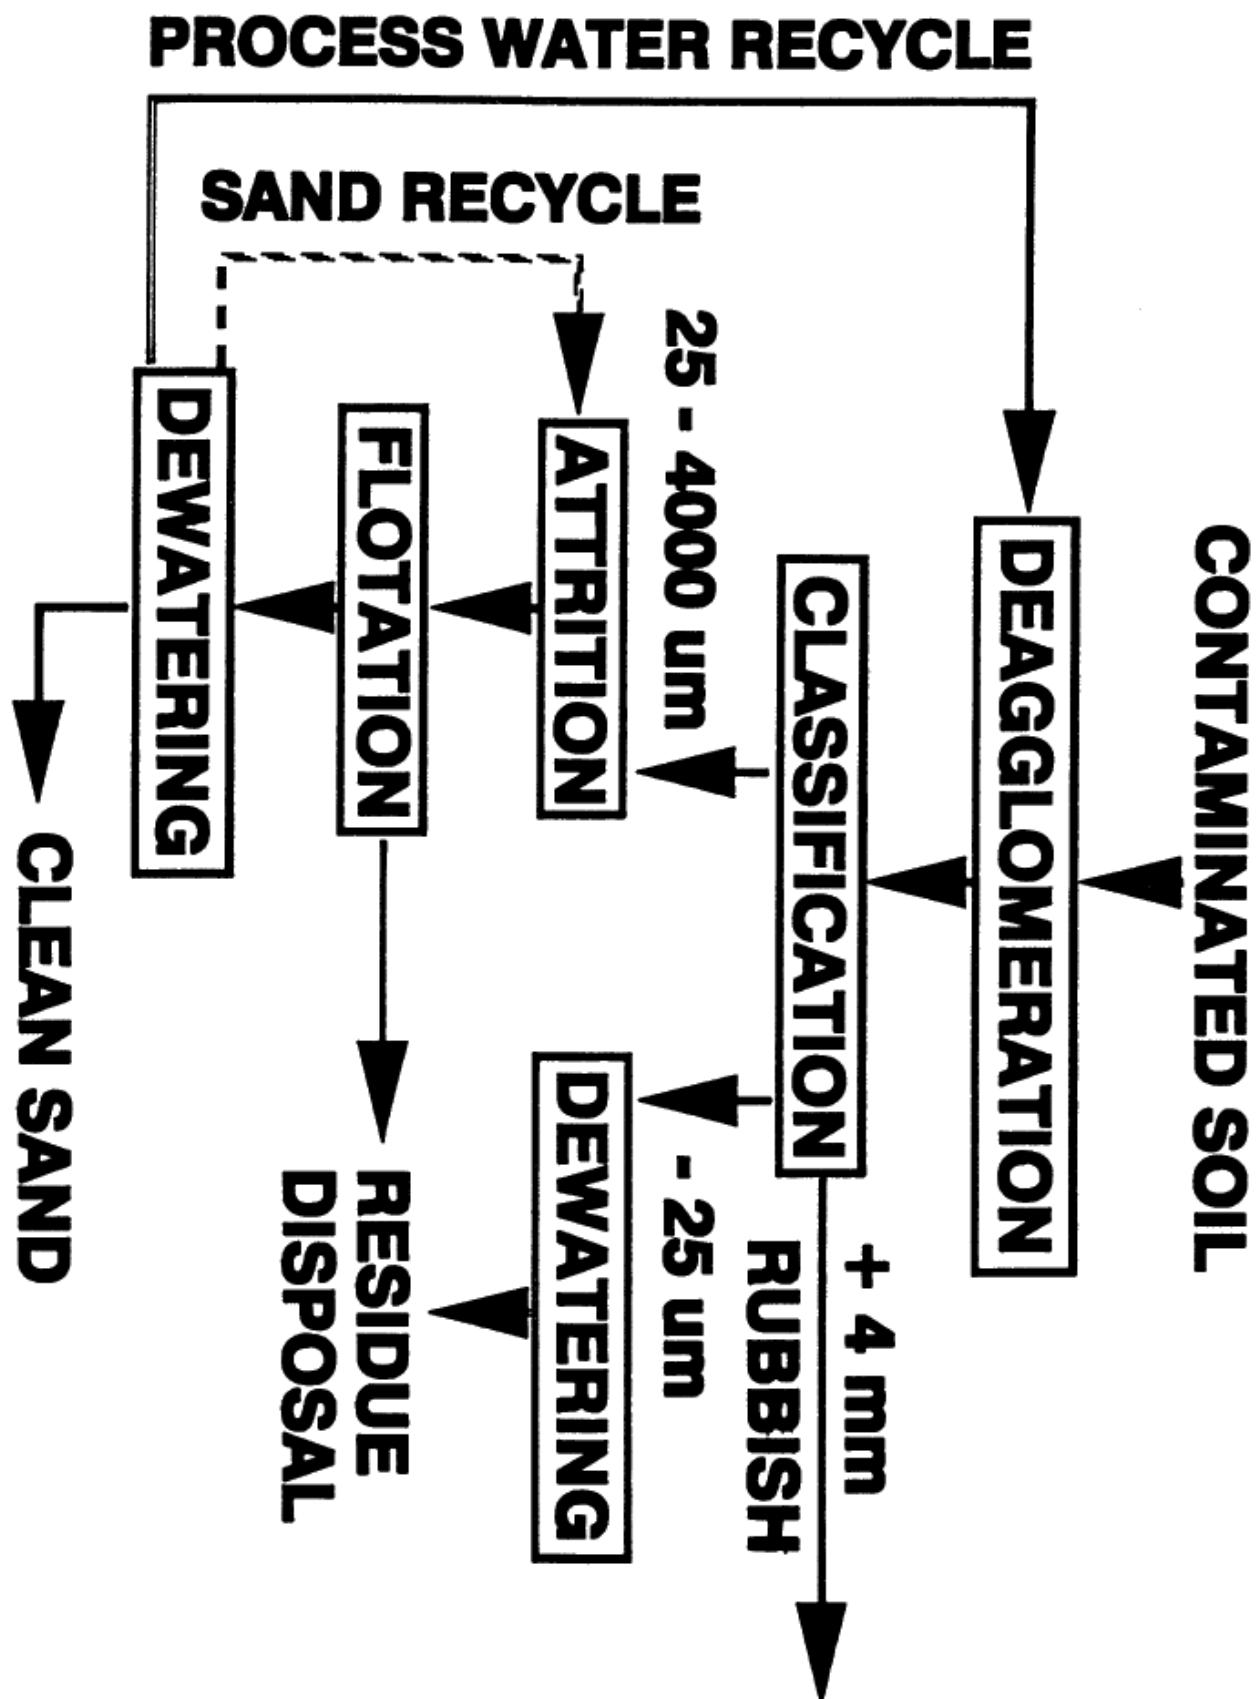 PROCESS WATER RECYCLE
SAND RECYCLE
CONTAMINATED SOIL
DEAGGLOMERATION
CLASSIFICATION
+ 4 mm
RUBBISH
25 - 4000 um
- 25 um
ATTRITION
DEWATERING
FLOTATION
RESIDUE
DISPOSAL
DEWATERING
CLEAN SAND